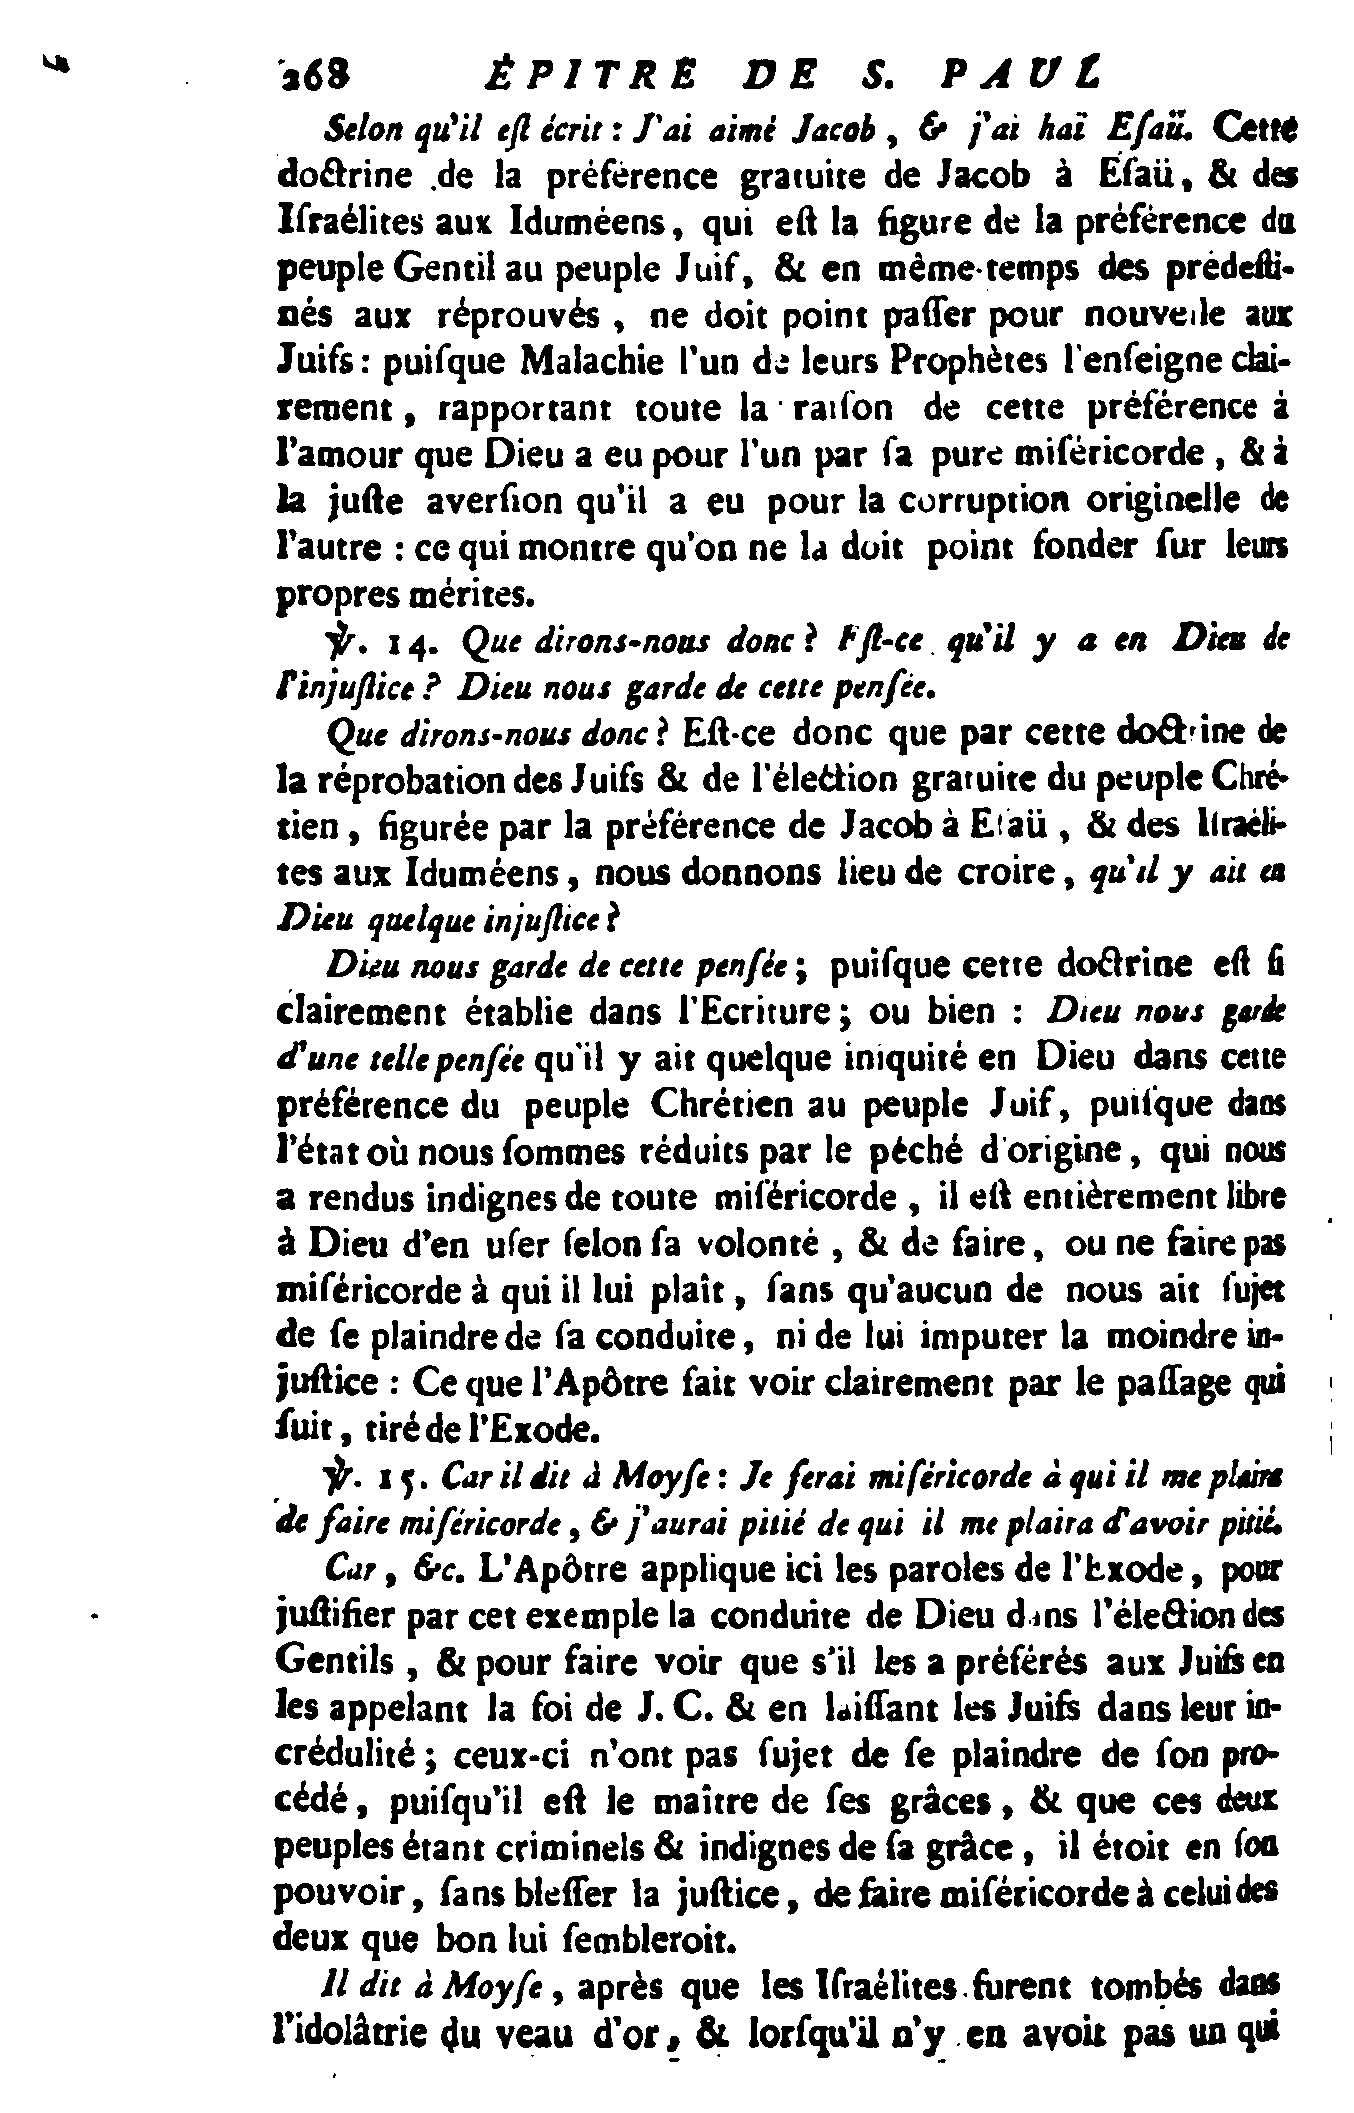 268 ÉPITRE DE S. PAUL
Selon qu'il eſt écrit : J'ai aimé Jacob, & j'ai haï Eſaü. Cette
doctrine de la préférence gratuite de Jacob à Eſaü, & des
Iſraélites aux Iduméens, qui eſt la figure de la préférence du
peuple Gentil au peuple Juif, & en même-temps des prédeſti-
nés aux réprouvés, ne doit point paſſer pour nouvelle aux
Juifs : puiſque Malachie l'un de leurs Prophètes l'enſeigne clai-
rement, rapportant toute la raiſon de cette préférence à
l'amour que Dieu a eu pour l'un par ſa pure miſéricorde, & à
la juſte averſion qu'il a eu pour la corruption originelle de
l'autre : ce qui montre qu'on ne la doit point fonder ſur leurs
propres mérites.
℣. 14. Que dirons-nous donc ? Eſt-ce qu'il y a en Dieu de
l'injuſtice ? Dieu nous garde de cette penſée.
Que dirons-nous donc ? Eſt-ce donc que par cette doctrine de
la réprobation des Juifs & de l'élection gratuite du peuple Chré-
tien, figurée par la préférence de Jacob à Eſaü, & des Iſraéli-
tes aux Iduméens, nous donnons lieu de croire, qu'il y ait en
Dieu quelque injuſtice ?
Dieu nous garde de cette penſée ; puiſque cette doctrine eſt ſi
clairement établie dans l'Ecriture ; ou bien : Dieu nous garde
d'une telle penſée qu'il y ait quelque iniquité en Dieu dans cette
préférence du peuple Chrétien au peuple Juif, puiſque dans
l'état où nous ſommes réduits par le péché d'origine, qui nous
a rendus indignes de toute miſéricorde, il eſt entièrement libre
à Dieu d'en uſer ſelon ſa volonté, & de faire, ou ne faire pas
miſéricorde à qui il lui plaît, ſans qu'aucun de nous ait ſujet
de ſe plaindre de ſa conduite, ni de lui imputer la moindre in-
juſtice : Ce que l'Apôtre fait voir clairement par le paſſage qui
ſuit, tiré de l'Exode.
℣. 15. Car il dit à Moyſe : Je ferai miſéricorde à qui il me plaira
de faire miſéricorde, & j'aurai pitié de qui il me plaira d'avoir pitié.
Car, &c. L'Apôtre applique ici les paroles de l'Exode, pour
juſtifier par cet exemple la conduite de Dieu dans l'élection des
Gentils, & pour faire voir que s'il les a préférés aux Juifs en
les appelant la foi de J. C. & en laiſſant les Juifs dans leur in-
crédulité ; ceux-ci n'ont pas ſujet de ſe plaindre de ſon pro-
cédé, puiſqu'il eſt le maître de ſes grâces, & que ces deux
peuples étant criminels & indignes de ſa grâce, il étoit en ſon
pouvoir, ſans bleſſer la juſtice, de faire miſéricorde à celui des
deux que bon lui ſembleroit.
Il dit à Moyſe, après que les Iſraélites furent tombés dans
l'idolâtrie du veau d'or, & lorſqu'il n'y en avoit pas un qui